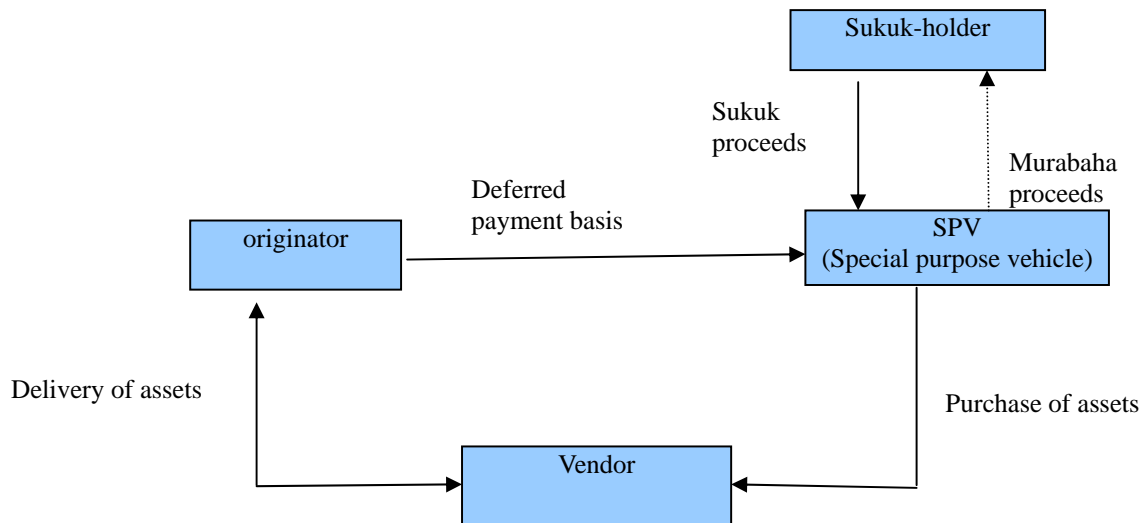 Sukuk-holder
Sukuk
proceeds
Murabaha
proceeds
Deferred
payment basis
originator
SPV
(Special purpose vehicle)
Delivery of assets
Purchase of assets
Vendor